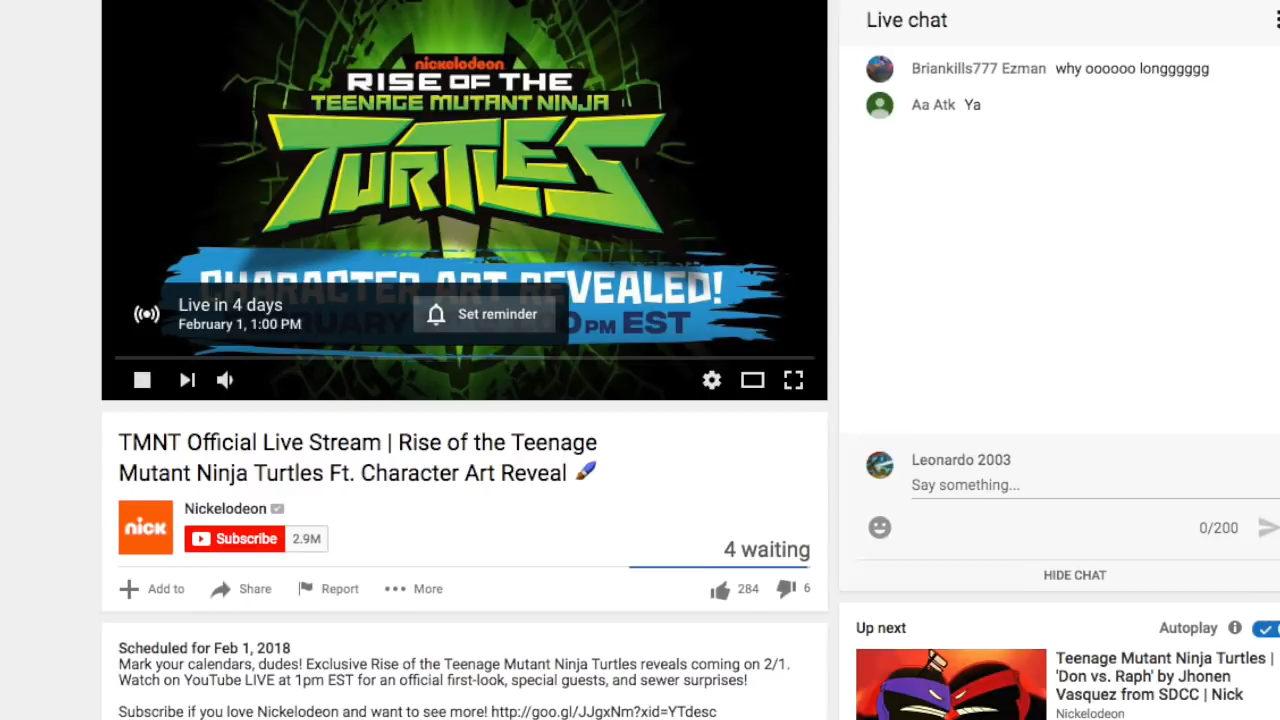 nickelodeon
RISE OF THE
TEENAGE MUTANT NINJA
TURTLES
CHARACTER ART REVEALED!
PM EST
Live in 4 days
February 1, 1:00 PM
Set reminder
TMNT Official Live Stream | Rise of the Teenage
Mutant Ninja Turtles Ft. Character Art Reveal
nick
Nickelodeon
Subscribe 2.9M
4 waiting
Add to Share Report More 284 6
Scheduled for Feb 1, 2018
Mark your calendars, dudes! Exclusive Rise of the Teenage Mutant Ninja Turtles reveals coming on 2/1.
Watch on YouTube LIVE at 1pm EST for an official first-look, special guests, and sewer surprises!
Subscribe if you love Nickelodeon and want to see more! http://goo.gl/JJgxNm?xid=YTdesc
Live chat
Briankills777 Ezman why oooooo longggggg
Aa Atk Ya
Leonardo 2003
Say something...
0/200
HIDE CHAT
Up next Autoplay
Teenage Mutant Ninja Turtles |
'Don vs. Raph' by Jhonen
Vasquez from SDCC | Nick
Nickelodeon